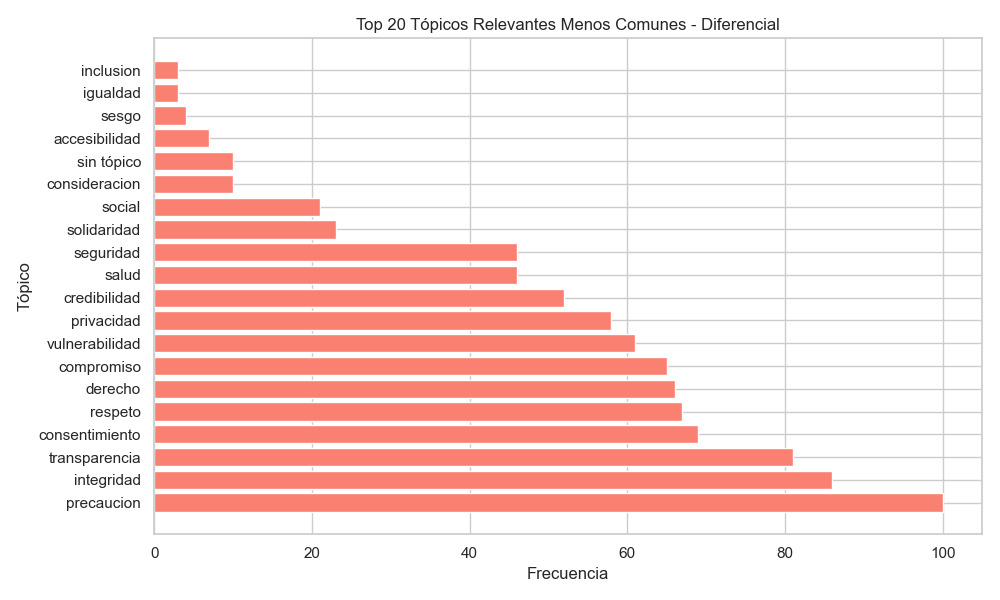 Top 20 Tópicos Relevantes Menos Comunes - Diferencial
Tópico
inclusion
igualdad
sesgo
accesibilidad
sin tópico
consideracion
social
solidaridad
seguridad
salud
credibilidad
privacidad
vulnerabilidad
compromiso
derecho
respeto
consentimiento
transparencia
integridad
precaucion
0 20 40 60 80 100
Frecuencia